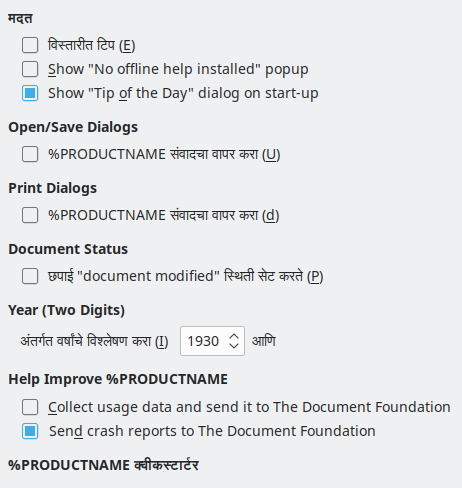 मदत
विस्तारीत टिप (E)
Show "No offline help installed" popup
Show "Tip of the Day" dialog on start-up
Open/Save Dialogs
%PRODUCTNAME संवादचा वापर करा (U)
Print Dialogs
%PRODUCTNAME संवादचा वापर करा (d)
Document Status
छपाई "document modified" स्थिती सेट करते (P)
Year (Two Digits)
अंतर्गत वर्षांचे विश्लेषण करा (I) 1930 आणि
Help Improve %PRODUCTNAME
Collect usage data and send it to The Document Foundation
Send crash reports to The Document Foundation
%PRODUCTNAME क्वीकस्टार्टर